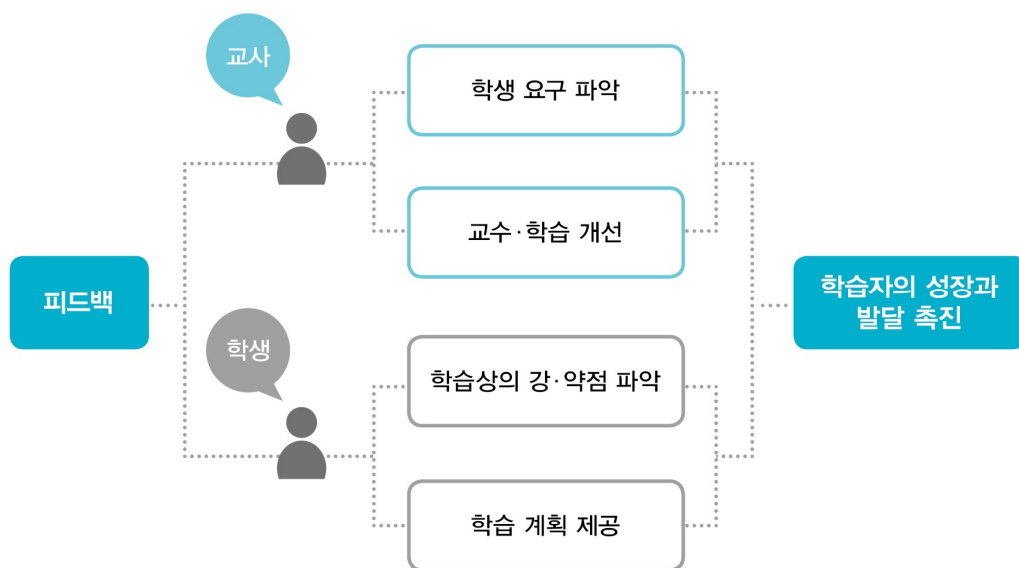 교사
학생 요구 파악
교수·학습 개선
피드백
학습자의 성장과
발달 촉진
학생
학습상의 강·약점 파악
학습 계획 제공